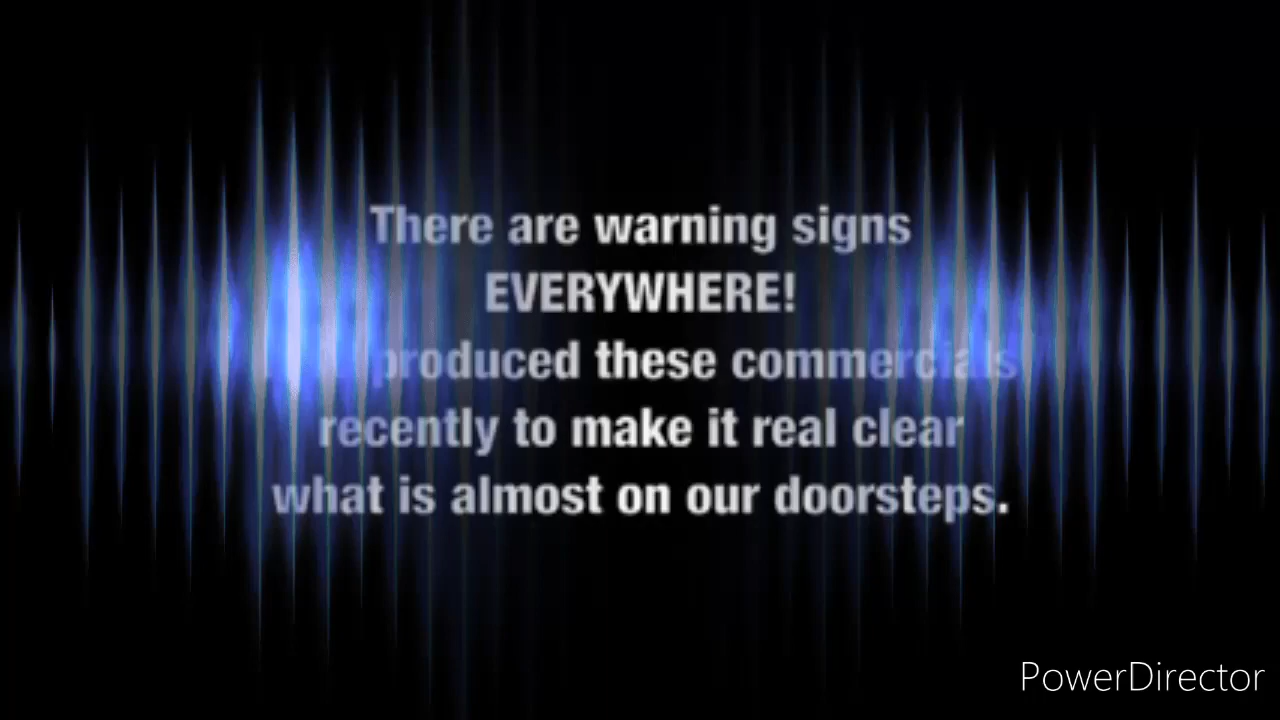 There are warning signs
EVERYWHERE!
produced these commercials
recently to make it real clear
what is almost on our doorsteps.
PowerDirector